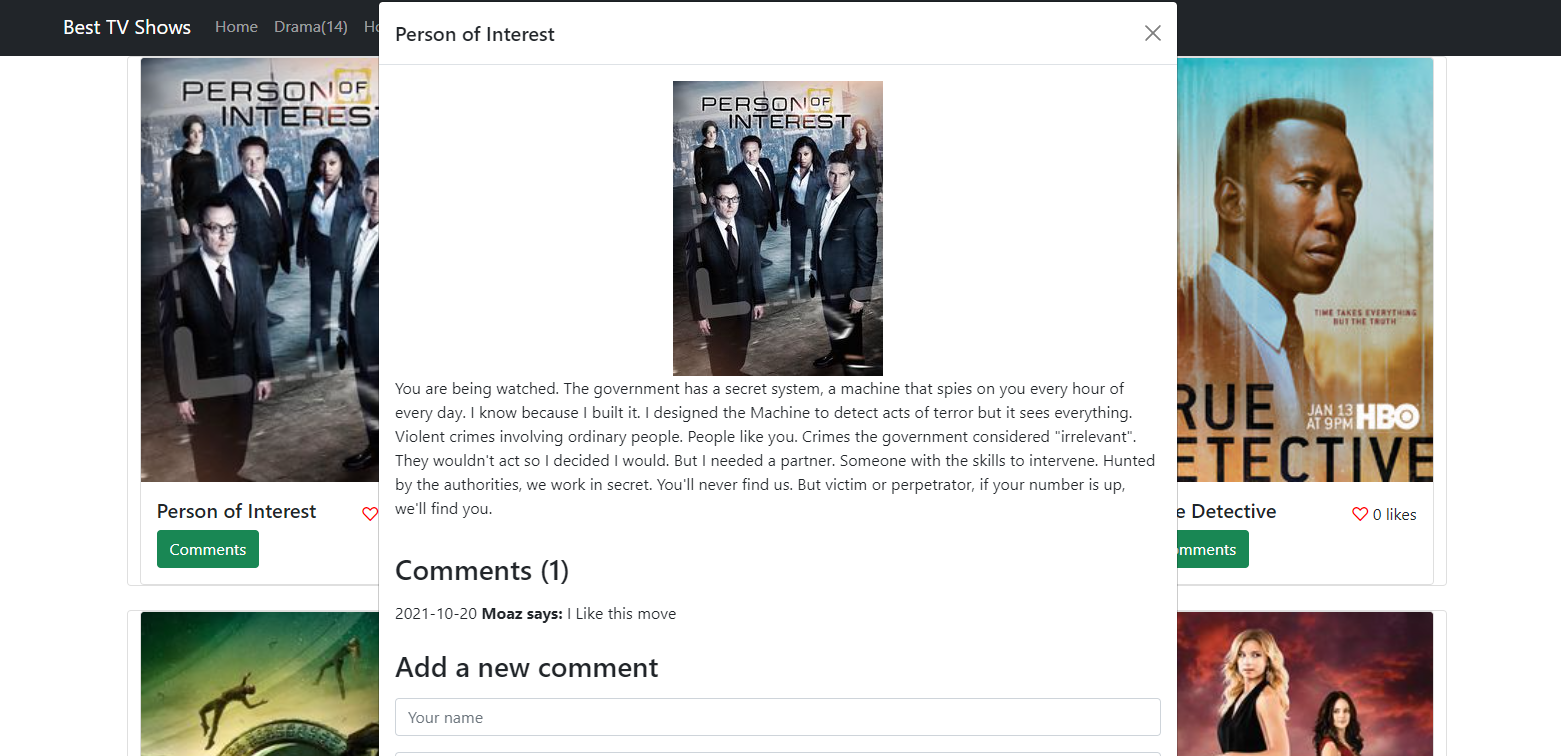 Best TV Shows Home Drama(14)
Person of Interest
PERSON OF
INTEREST
PERSON OF
INTEREST
TIME TAKES EVERYTHING
BUT THE TRUTH
RUE
JAN 13
AT 9PM HBO
ETECTIVE
You are being watched. The government has a secret system, a machine that spies on you every hour of
every day. I know because I built it. I designed the Machine to detect acts of terror but it sees everything.
Violent crimes involving ordinary people. People like you. Crimes the government considered "irrelevant".
They wouldn't act so I decided I would. But I needed a partner. Someone with the skills to intervene. Hunted
by the authorities, we work in secret. You'll never find us. But victim or perpetrator, if your number is up,
we'll find you.
Comments (1)
2021-10-20 Moaz says: I Like this move
Add a new comment
Your name
Person of Interest
Comments
e Detective
0 likes
mments